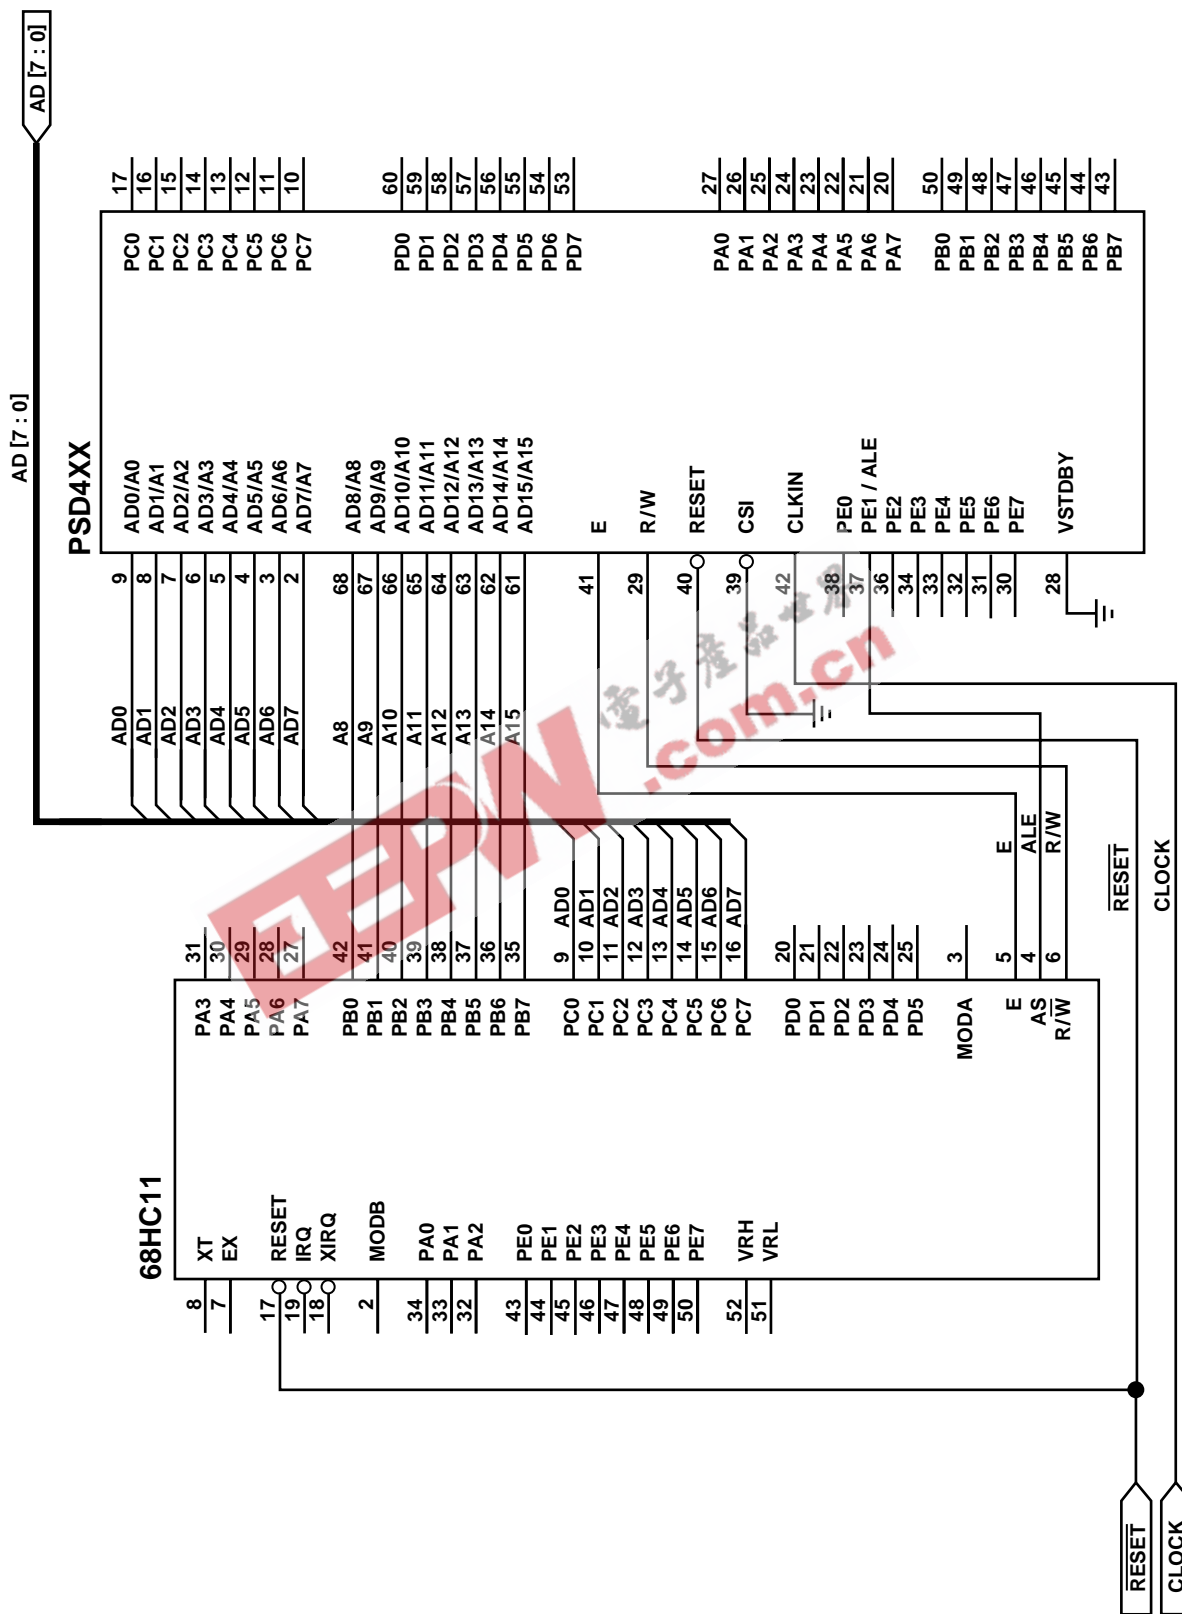 AD [7 : 0]
AD [7 : 0]
68HC11
8 XT
7 EX
17 RESET
19 IRQ
18 XIRQ
2 MODB
34 PA0
33 PA1
32 PA2
43 PE0
44 PE1
45 PE2
46 PE3
47 PE4
48 PE5
49 PE6
50 PE7
52 VRH
51 VRL
PA3 31
PA4 30
PA5 29
PA6 28
PA7 27
PB0 42
PB1 41
PB2 40
PB3 39
PB4 38
PB5 37
PB6 36
PB7 35
PC0 9 AD0
PC1 10 AD1
PC2 11 AD2
PC3 12 AD3
PC4 13 AD4
PC5 14 AD5
PC6 15 AD6
PC7 16 AD7
PD0 20
PD1 21
PD2 22
PD3 23
PD4 24
PD5 25
MODA 3
E 5 E
AS 4 ALE
R/W 6 R/W
PSD4XX
AD0 9 AD0/A0
AD1 8 AD1/A1
AD2 7 AD2/A2
AD3 6 AD3/A3
AD4 5 AD4/A4
AD5 4 AD5/A5
AD6 3 AD6/A6
AD7 2 AD7/A7
A8 68 AD8/A8
A9 67 AD9/A9
A10 66 AD10/A10
A11 65 AD11/A11
A12 64 AD12/A12
A13 63 AD13/A13
A14 62 AD14/A14
A15 61 AD15/A15
41 E
29 R/W
40 RESET
39 CSI
42 CLKIN
38 PE0
37 PE1 / ALE
36 PE2
34 PE3
33 PE4
32 PE5
31 PE6
30 PE7
28 VSTDBY
PC0 17
PC1 16
PC2 15
PC3 14
PC4 13
PC5 12
PC6 11
PC7 10
PD0 60
PD1 59
PD2 58
PD3 57
PD4 56
PD5 55
PD6 54
PD7 53
PA0 27
PA1 26
PA2 25
PA3 24
PA4 23
PA5 22
PA6 21
PA7 20
PB0 50
PB1 49
PB2 48
PB3 47
PB4 46
PB5 45
PB6 44
PB7 43
RESET
CLOCK
RESET
CLOCK
EEPW
電子産品世界
.com.cn